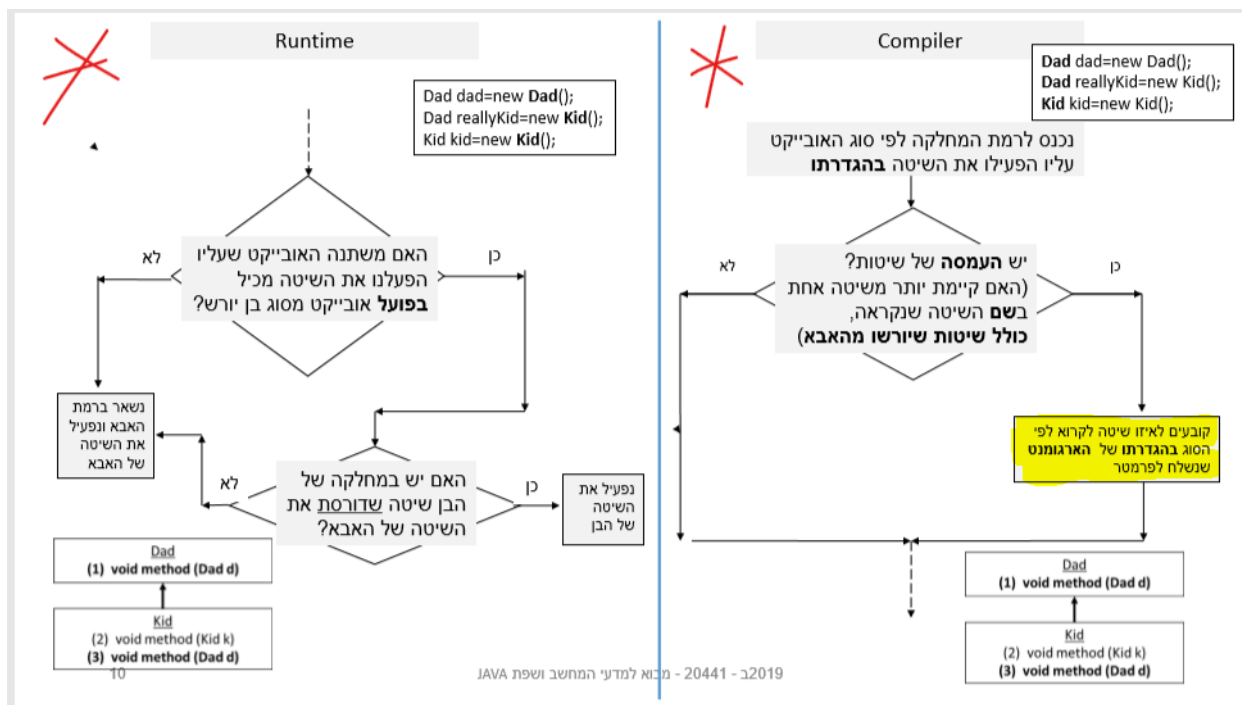 Runtime
Dad dad=new Dad();
Dad reallyKid=new Kid();
Kid kid=new Kid();
האם משתנה האובייקט שעליו
הפעלנו את השיטה מכיל
בפועל אובייקט מסוג בן יורש?
לא
כן
נשאר ברמת
האבא ונפעיל
את השיטה
של האבא
האם יש במחלקה של
הבן שיטה שדורסת את
השיטה של האבא?
לא
כן
נפעיל את
השיטה
של הבן
Dad
(1) void method (Dad d)
Kid
(2) void method (Kid k)
(3) void method (Dad d)
Compiler
Dad dad=new Dad();
Dad reallyKid=new Kid();
Kid kid=new Kid();
נכנס לרמת המחלקה לפי סוג האובייקט
עליו הפעילו את השיטה בהגדרתו
יש העמסה של שיטות?
(האם קיימת יותר משיטה אחת
בשם השיטה שנקראה,
כולל שיטות שיורשו מהאבא)
לא
כן
קובעים לאיזו שיטה לקרוא לפי
הסוג בהגדרתו של הארגומנט
שנשלח לפרמטר
Dad
(1) void method (Dad d)
Kid
(2) void method (Kid k)
(3) void method (Dad d)
2019ב - 20441 - מבוא למדעי המחשב ושפת JAVA
10